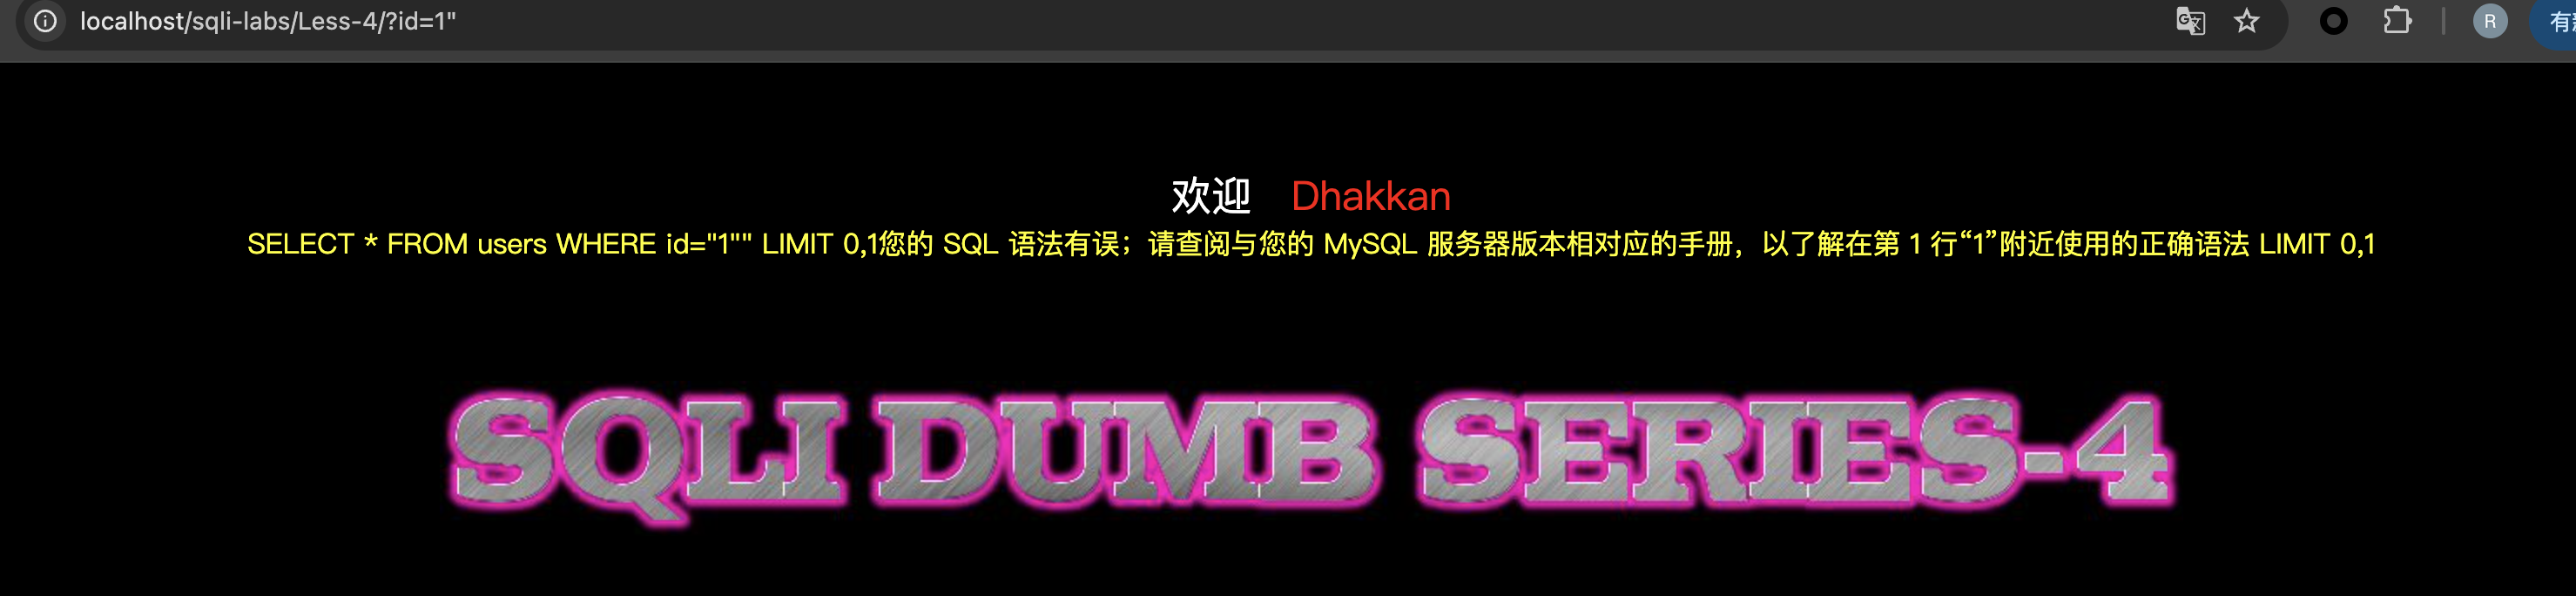 localhost/sqli-labs/Less-4/?id=1"
R
欢迎 Dhakkan
SELECT * FROM users WHERE id="1"" LIMIT 0,1您的 SQL 语法有误；请查阅与您的 MySQL 服务器版本相对应的手册，以了解在第 1 行“1”附近使用的正确语法 LIMIT 0,1
SQLI DUMB SERIES-4